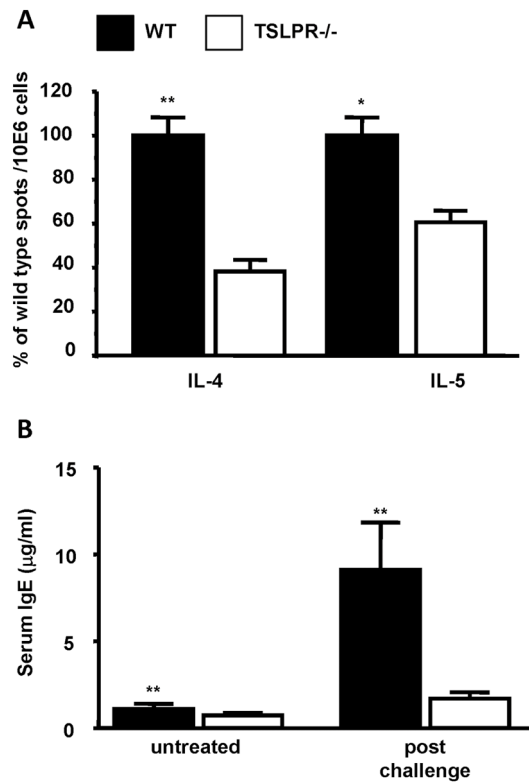 A
WT TSLPR-/-
% of wild type spots /10E6 cells
120
100
80
60
40
20
0
** *
IL-4 IL-5
B
Serum IgE (µg/ml)
15
10
5
0
** **
untreated post
challenge